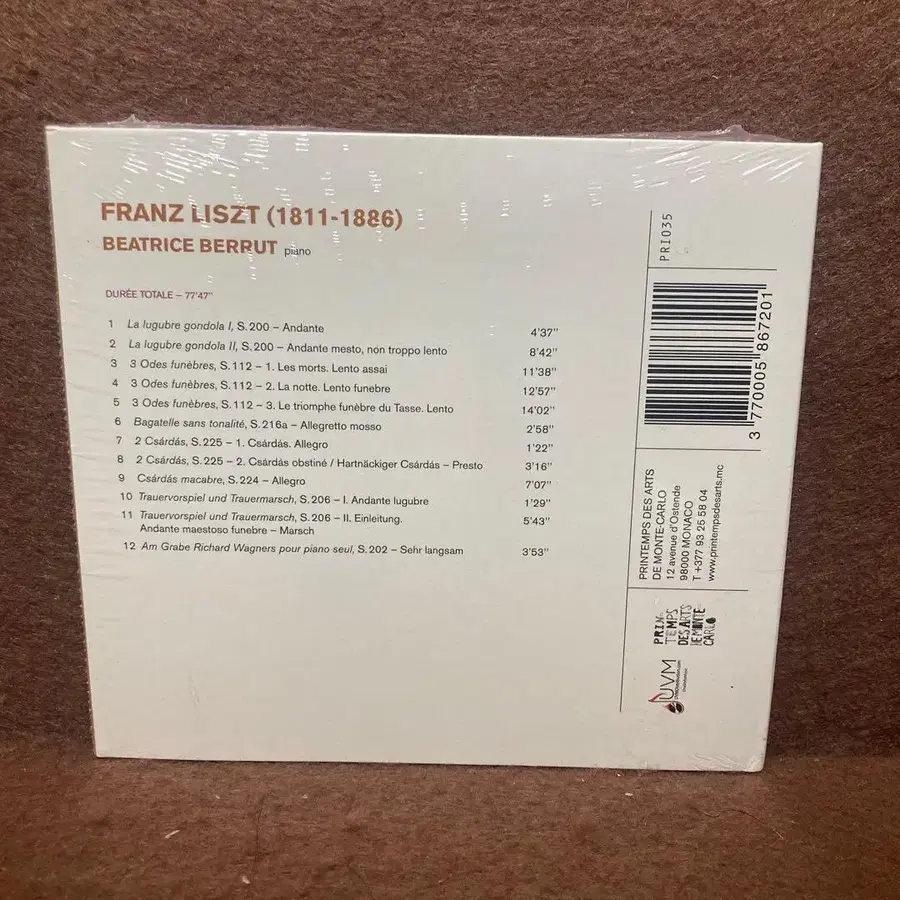 FRANZ LISZT (1811-1886)
BEATRICE BERRUT piano
DURÉE TOTALE – 77'47"
1 La lugubre gondola I, S.200 – Andante 4'37"
2 La lugubre gondola II, S.200 – Andante mesto, non troppo lento 8'42"
3 3 Odes funèbres, S.112 – 1. Les morts. Lento assai 11'38"
4 3 Odes funèbres, S.112 – 2. La notte. Lento funebre 12'57"
5 3 Odes funèbres, S.112 – 3. Le triomphe funèbre du Tasse. Lento 14'02"
6 Bagatelle sans tonalité, S.216a – Allegretto mosso 2'58"
7 2 Csárdás, S.225 – 1. Csárdás. Allegro 1'22"
8 2 Csárdás, S.225 – 2. Csárdás obstiné / Hartnäckiger Csárdás – Presto 3'16"
9 Csárdás macabre, S.224 – Allegro 7'07"
10 Trauervorspiel und Trauermarsch, S.206 – I. Andante lugubre 1'29"
11 Trauervorspiel und Trauermarsch, S.206 – II. Einleitung. 5'43"
Andante maestoso funebre – Marsch
12 Am Grabe Richard Wagners pour piano seul, S.202 – Sehr langsam 3'53"
PRI035
3 770005 867201
PRINTEMPS DES ARTS
DE MONTE-CARLO
12 avenue d'Ostende
98000 MONACO
T +377 93 25 58 04
www.printempsdesarts.mc
PRIN
TEMPS
DES ARTS
DE MONTE
CARLO
UVM